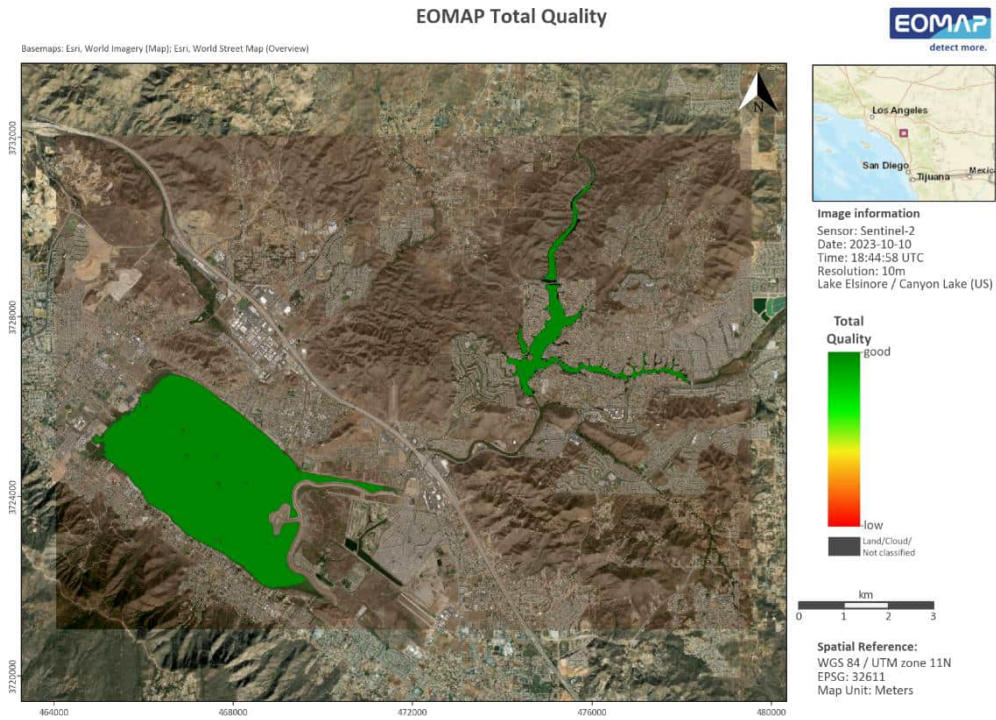 EOMAP Total Quality
EOMAP
detect more.
Basemaps: Esri, World Imagery (Map); Esri, World Street Map (Overview)
N
3732000
3728000
3724000
3720000
464000
468000
472000
476000
480000
Los Angeles
San Diego
Tijuana
Mexic
Image information
Sensor: Sentinel-2
Date: 2023-10-10
Time: 18:44:58 UTC
Resolution: 10m
Lake Elsinore / Canyon Lake (US)
Total
Quality
good
low
Land/Cloud/
Not classified
km
0 1 2 3
Spatial Reference:
WGS 84 / UTM zone 11N
EPSG: 32611
Map Unit: Meters